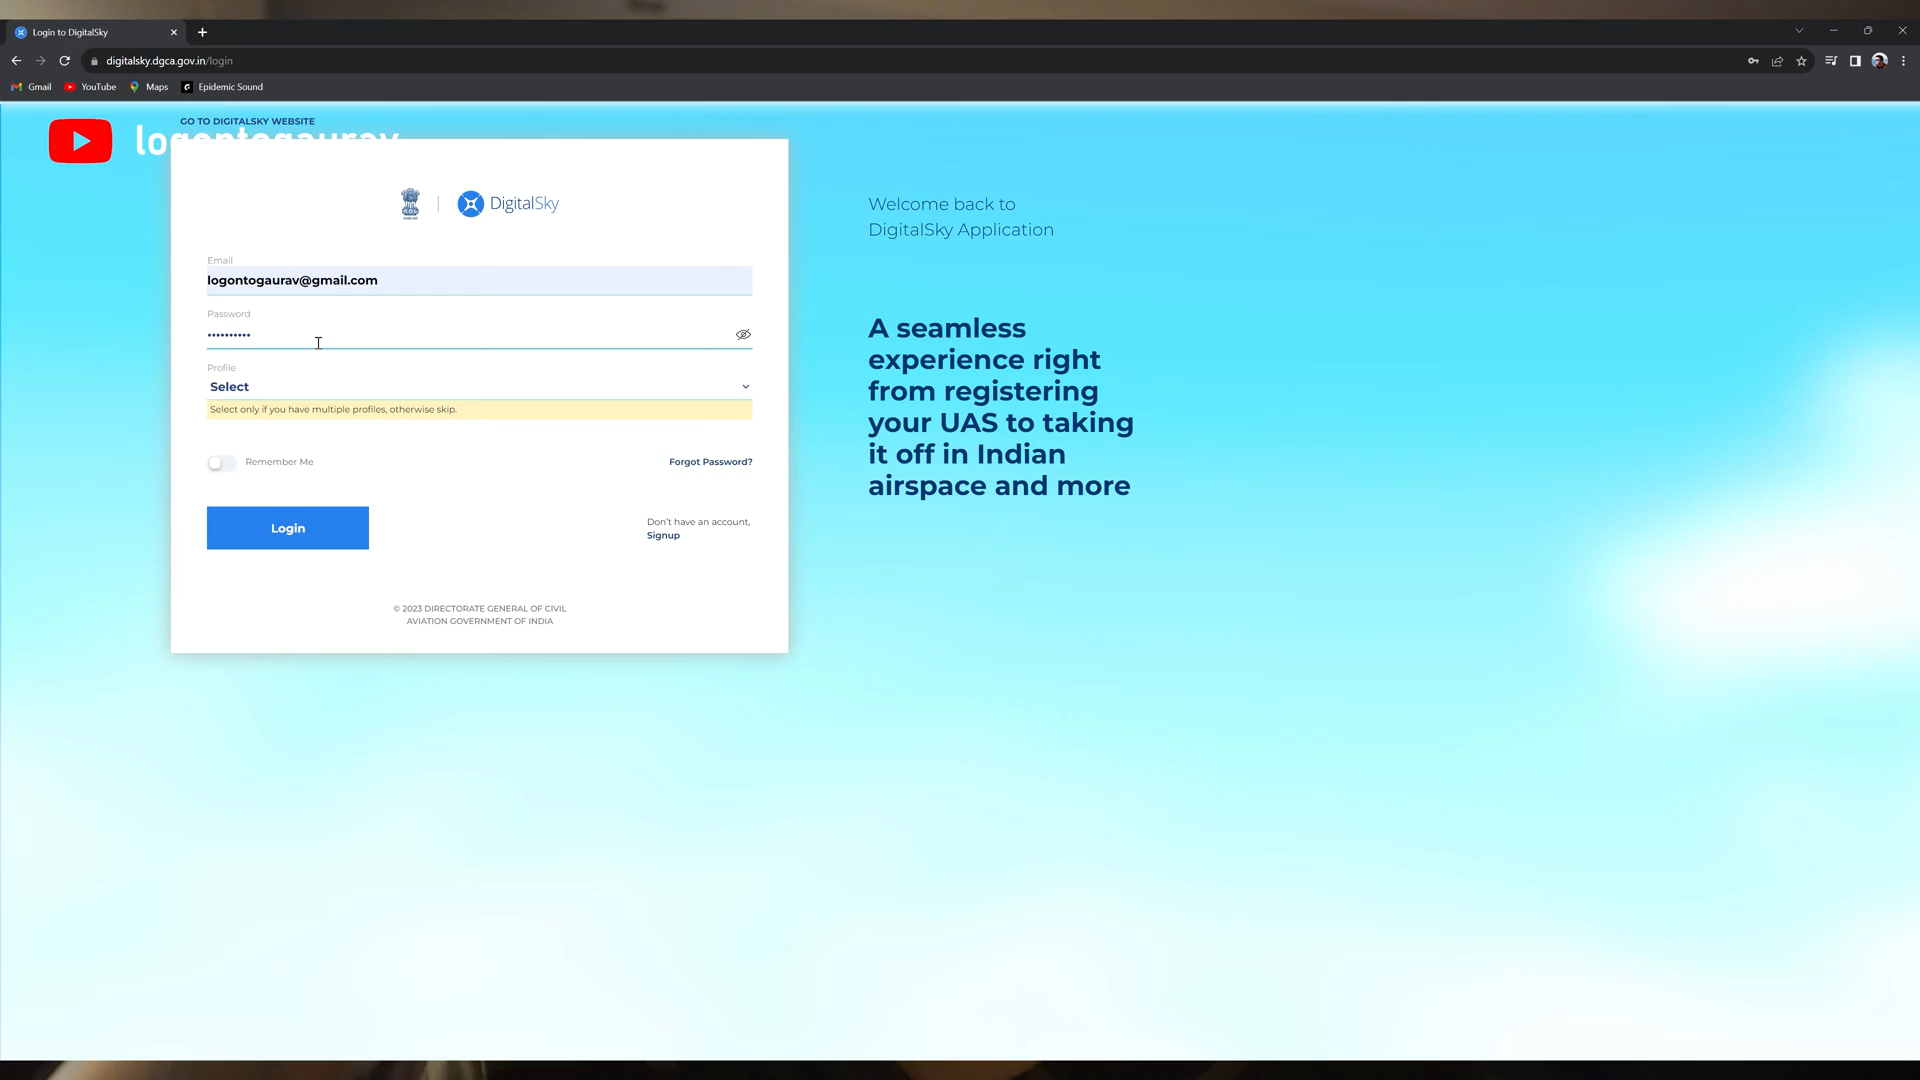 Login to DigitalSky
digitalsky.dgca.gov.in/login
Gmail
YouTube
Maps
Epidemic Sound
GO TO DIGITALSKY WEBSITE
logontogaurav
DigitalSky
Email
logontogaurav@gmail.com
Password
••••••••••
Profile
Select
Select only if you have multiple profiles, otherwise skip.
Remember Me
Forgot Password?
Login
Don't have an account,
Signup
© 2023 DIRECTORATE GENERAL OF CIVIL
AVIATION GOVERNMENT OF INDIA
Welcome back to
DigitalSky Application
A seamless
experience right
from registering
your UAS to taking
it off in Indian
airspace and more